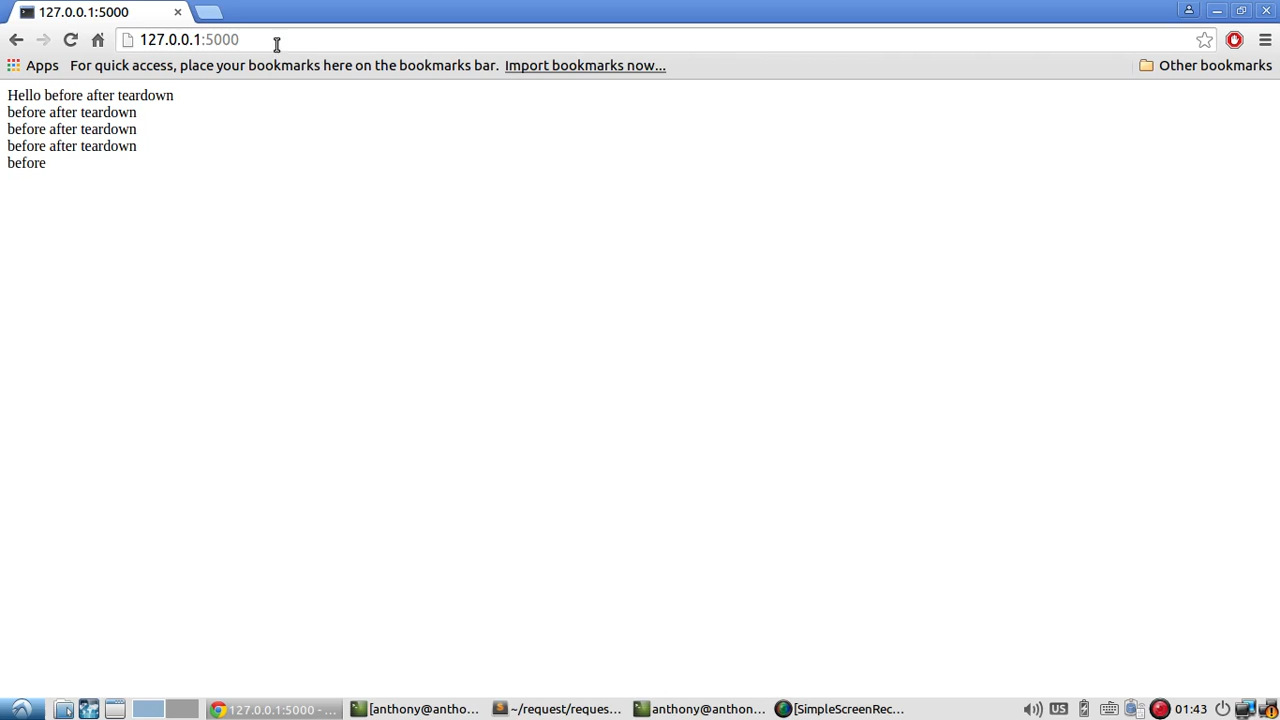 127.0.0.1:5000
127.0.0.1:5000
Apps For quick access, place your bookmarks here on the bookmarks bar. Import bookmarks now... Other bookmarks
Hello before after teardown
before after teardown
before after teardown
before after teardown
before
127.0.0.1:5000 - ... [anthony@antho... ~/request/reques... anthony@anthon... [SimpleScreenRec... US 01:43